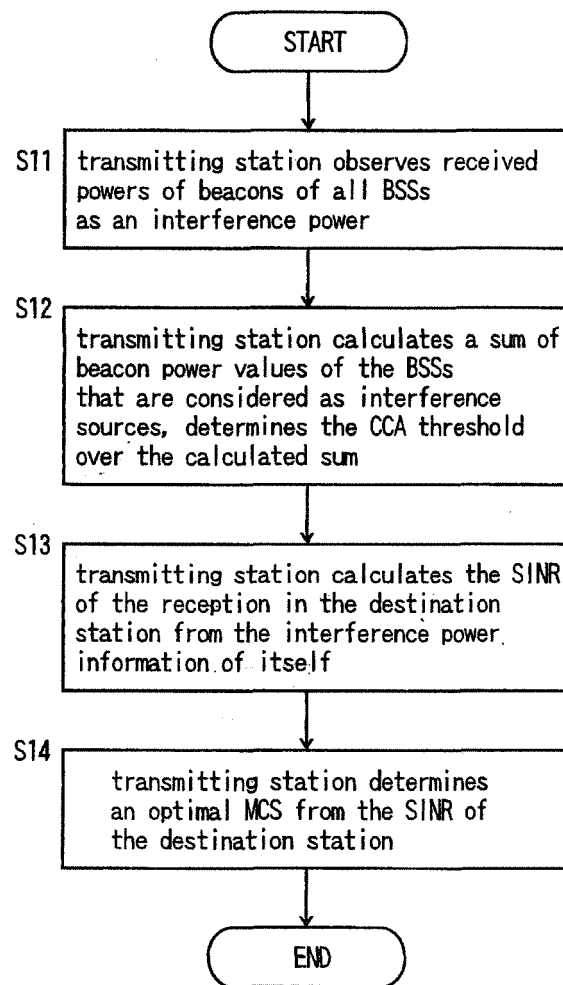 START
S11
transmitting station observes received
powers of beacons of all BSSs
as an interference power
S12
transmitting station calculates a sum of
beacon power values of the BSSs
that are considered as interference
sources, determines the CCA threshold
over the calculated sum
S13
transmitting station calculates the SINR
of the reception in the destination
station from the interference power
information of itself
S14
transmitting station determines
an optimal MCS from the SINR of
the destination station
END